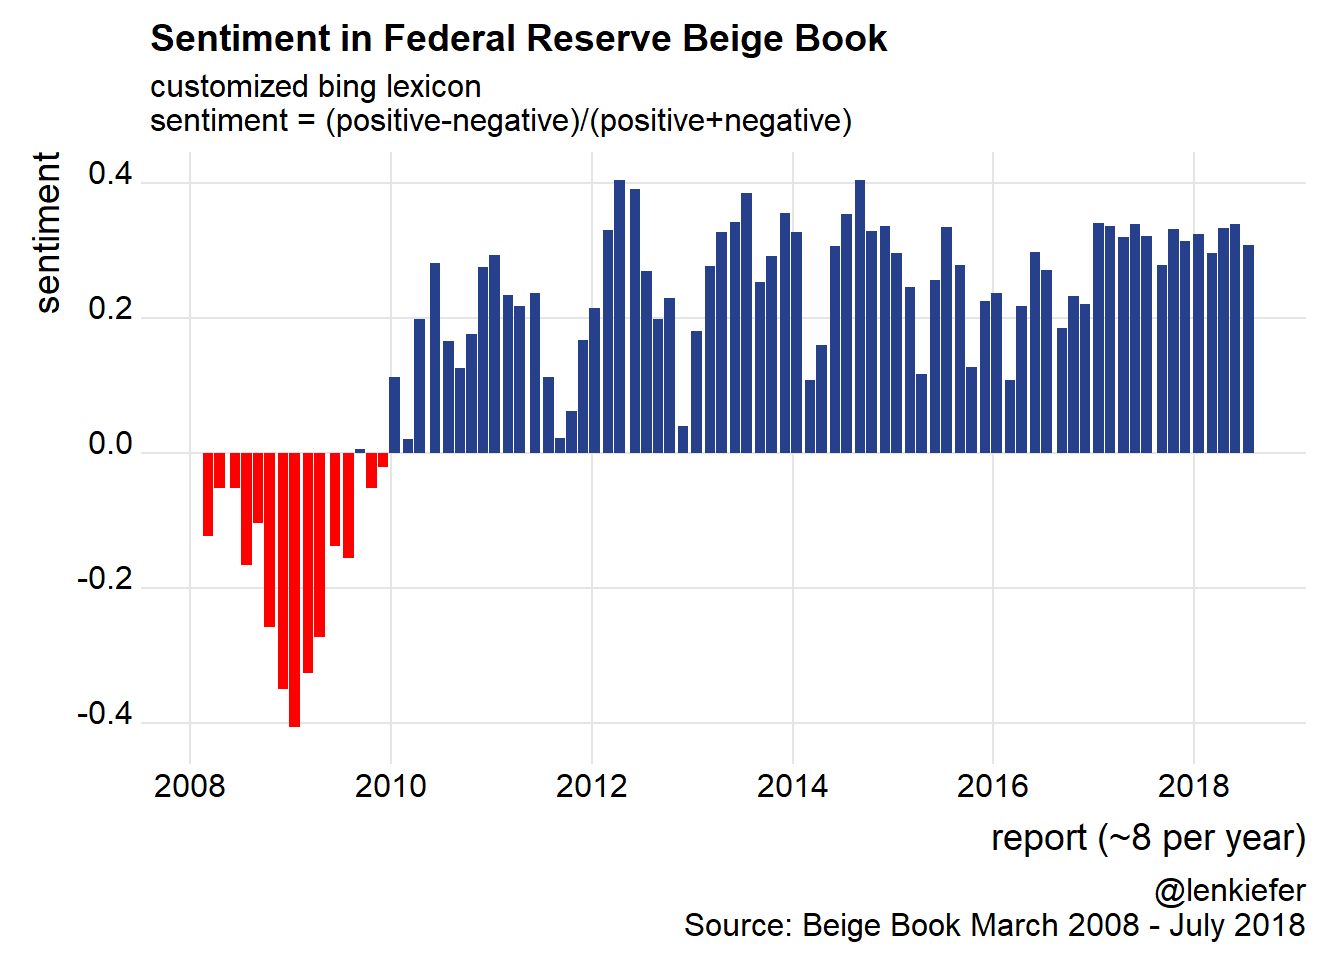 Sentiment in Federal Reserve Beige Book
customized bing lexicon
sentiment = (positive-negative)/(positive+negative)
sentiment
0.4
0.2
0.0
-0.2
-0.4
2008 2010 2012 2014 2016 2018
report (~8 per year)
@lenkiefer
Source: Beige Book March 2008 - July 2018